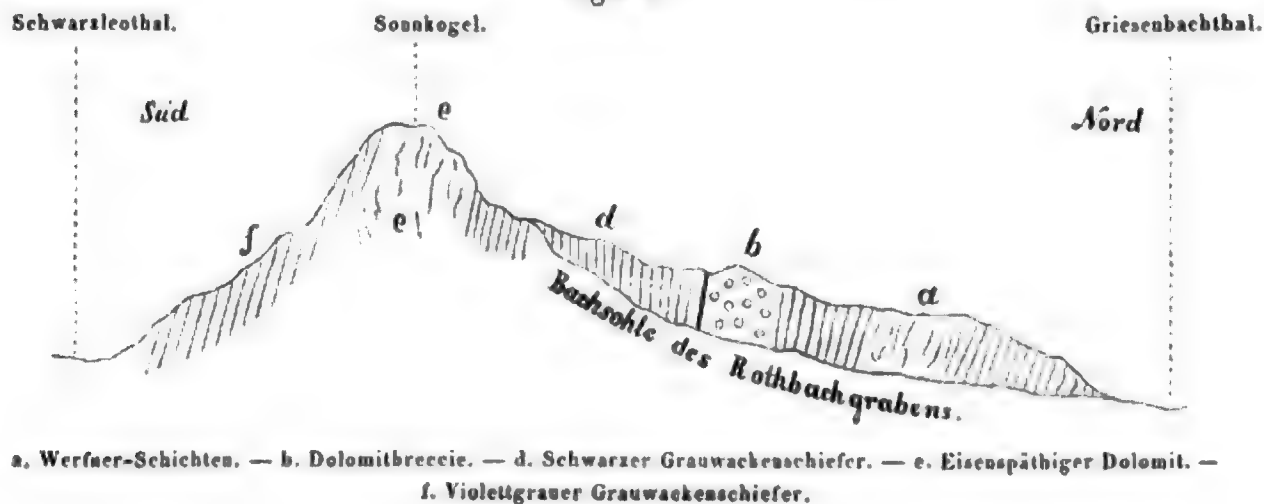 Schwarzleothal. Sonnkogel. Griesenbachthal.
Süd e Nord
f e d b a
Bachsohle des Rothbachgrabens.
a. Werfner-Schichten. — b. Dolomitbreccie. — d. Schwarzer Grauwackenschiefer. — e. Eisenspäthiger Dolomit. —
f. Violettgrauer Grauwackenschiefer.